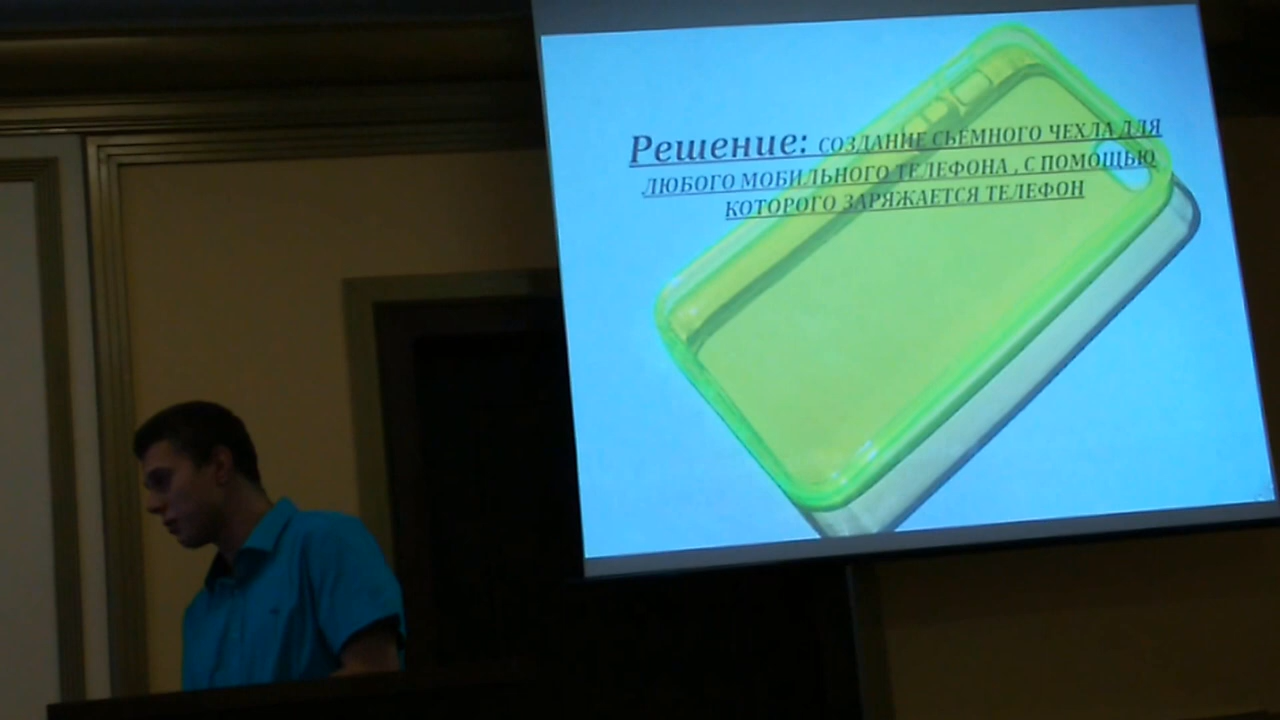 Решение: СОЗДАНИЕ СЬЕМНОГО ЧЕХЛА ДЛЯ
ЛЮБОГО МОБИЛЬНОГО ТЕЛЕФОНА , С ПОМОЩЬЮ
КОТОРОГО ЗАРЯЖАЕТСЯ ТЕЛЕФОН